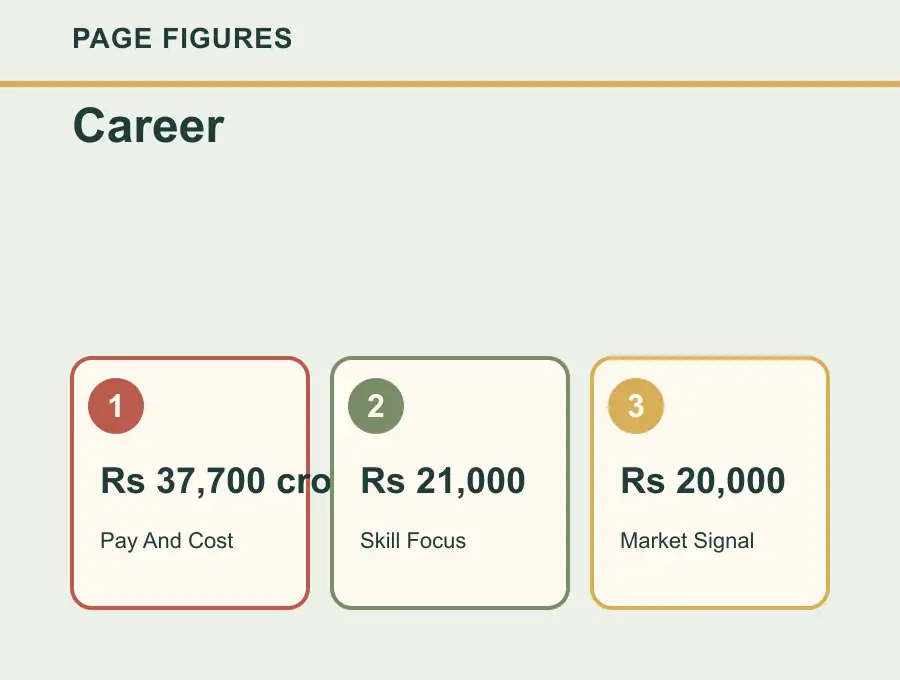 PAGE FIGURES
Career
1
2
3
Rs 37,700 cro
Rs 21,000
Rs 20,000
Pay And Cost
Skill Focus
Market Signal